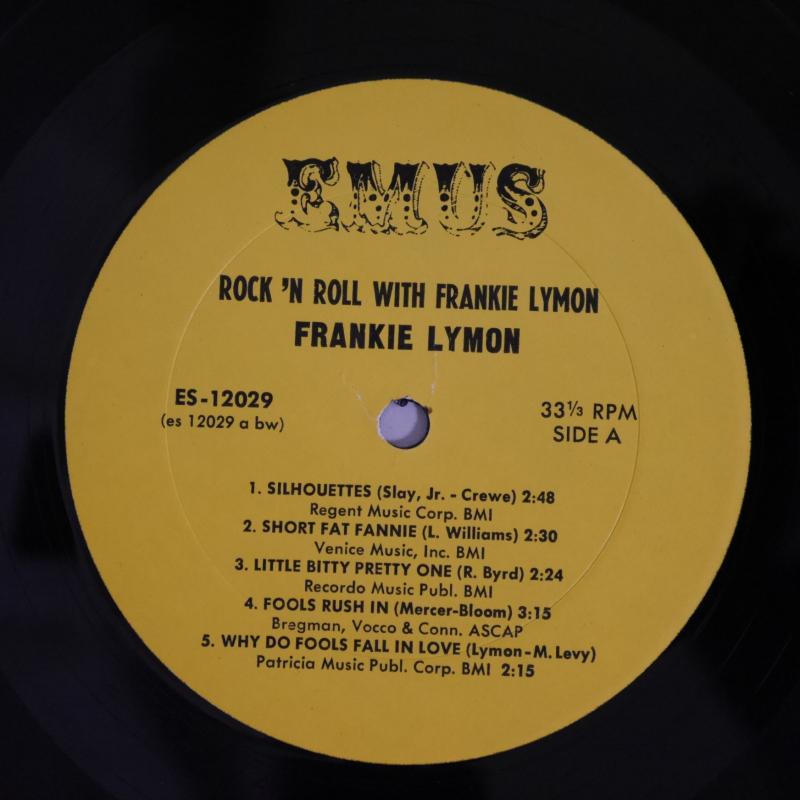 EMUS
ROCK 'N ROLL WITH FRANKIE LYMON
FRANKIE LYMON
ES-12029
(es 12029 a bw)
33⅓ RPM
SIDE A
1. SILHOUETTES (Slay, Jr. - Crewe) 2:48
Regent Music Corp. BMI
2. SHORT FAT FANNIE (L. Williams) 2:30
Venice Music, Inc. BMI
3. LITTLE BITTY PRETTY ONE (R. Byrd) 2:24
Recordo Music Publ. BMI
4. FOOLS RUSH IN (Mercer-Bloom) 3:15
Bregman, Vocco & Conn. ASCAP
5. WHY DO FOOLS FALL IN LOVE (Lymon-M. Levy)
Patricia Music Publ. Corp. BMI 2:15